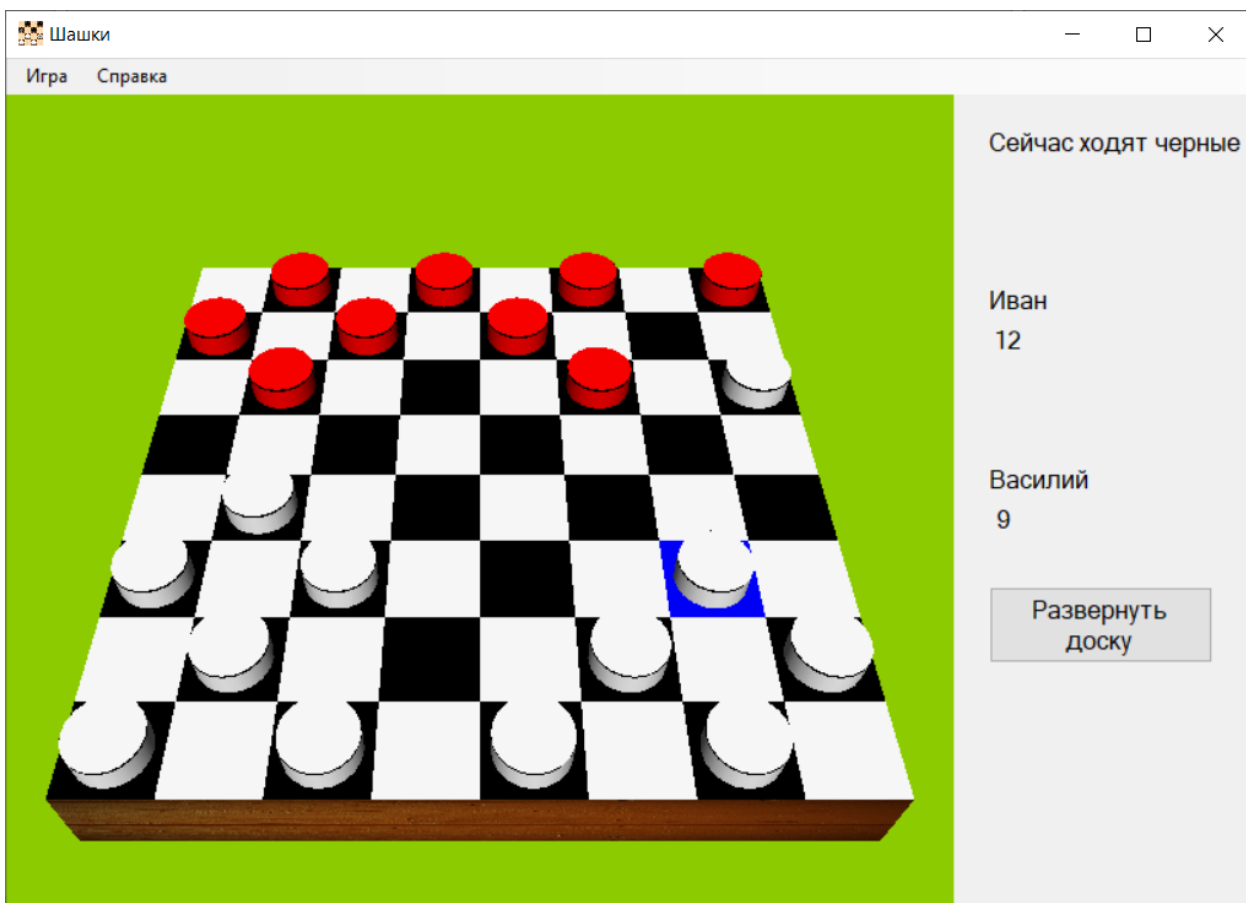 Шашки
Игра Справка
Сейчас ходят черные
Иван
12
Василий
9
Развернуть
доску